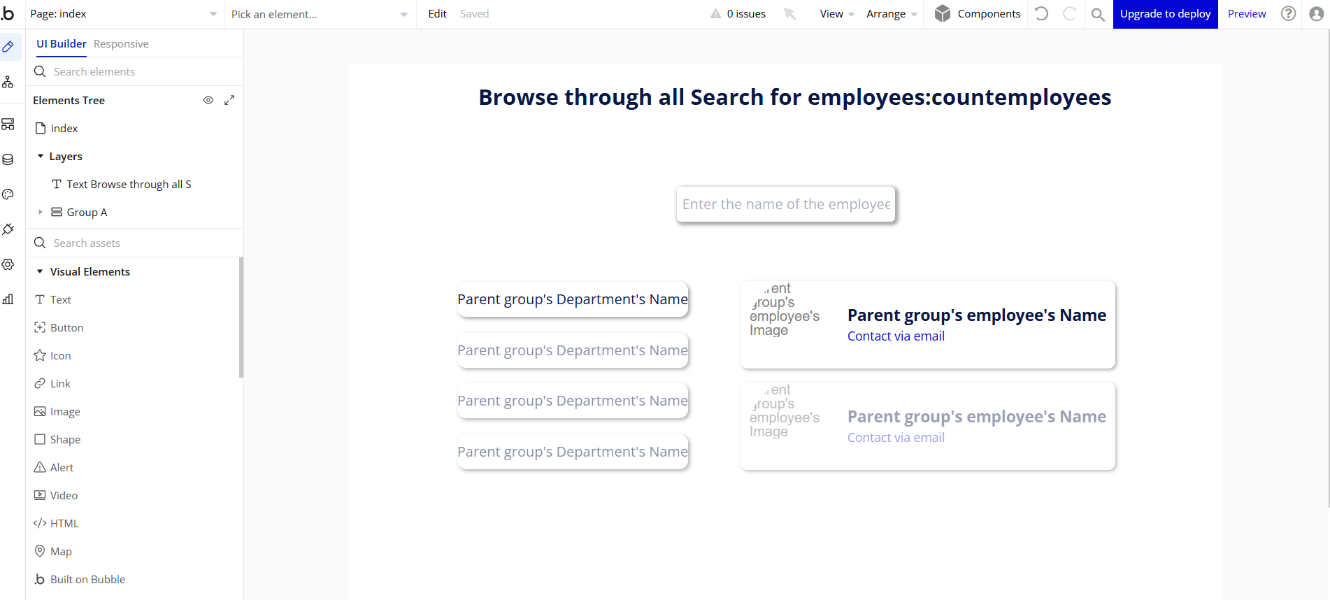 .b Page: index Pick an element... Edit Saved 0 issues View Arrange Components Upgrade to deploy Preview ?
UI Builder Responsive
Search elements
Elements Tree
index
Layers
Text Browse through all S
Group A
Search assets
Visual Elements
Text
Button
Icon
Link
Image
Shape
Alert
Video
HTML
Map
.b Built on Bubble
Browse through all Search for employees:countemployees
Enter the name of the employee
Parent group's Department's Name
Parent group's Department's Name
Parent group's Department's Name
Parent group's Department's Name
group's
employee's
Image
Parent group's employee's Name
Contact via email
employee's
Image
Parent group's employee's Name
Contact via email